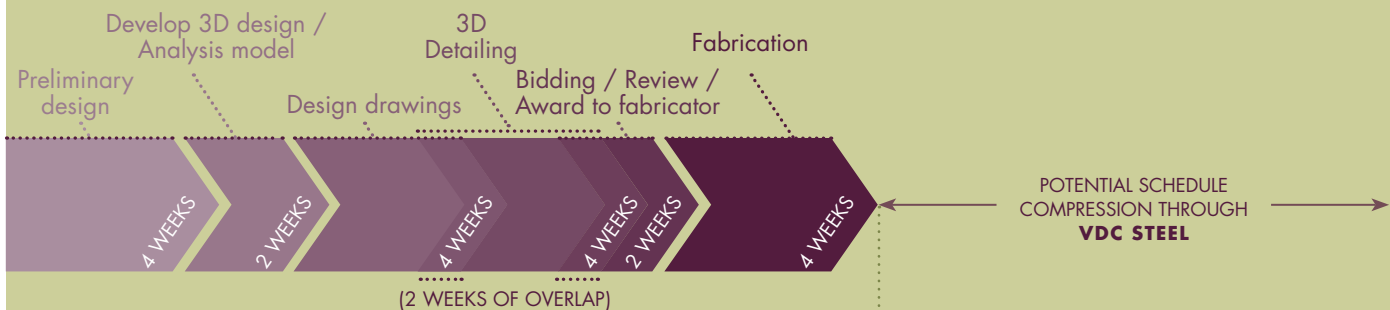 Preliminary
design
Develop 3D design /
Analysis model
Design drawings
3D
Detailing
Bidding / Review /
Award to fabricator
Fabrication
4 WEEKS
2 WEEKS
4 WEEKS
4 WEEKS
2 WEEKS
4 WEEKS
(2 WEEKS OF OVERLAP)
POTENTIAL SCHEDULE
COMPRESSION THROUGH
VDC STEEL